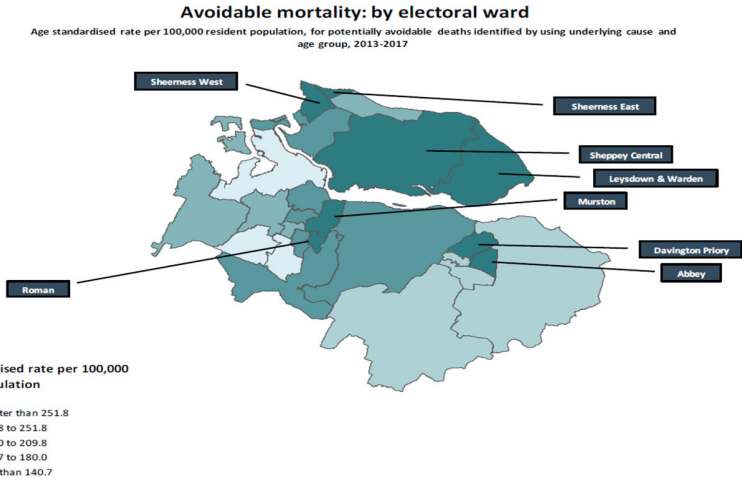 Avoidable mortality: by electoral ward
Age standardised rate per 100,000 resident population, for potentially avoidable deaths identified by using underlying cause and
age group, 2013-2017
Sheerness West
Sheerness East
Sheppey Central
Leysdown & Warden
Murston
Davington Priory
Abbey
Roman
ised rate per 100,000
ulation
ter than 251.8
8 to 251.8
0 to 209.8
7 to 180.0
than 140.7